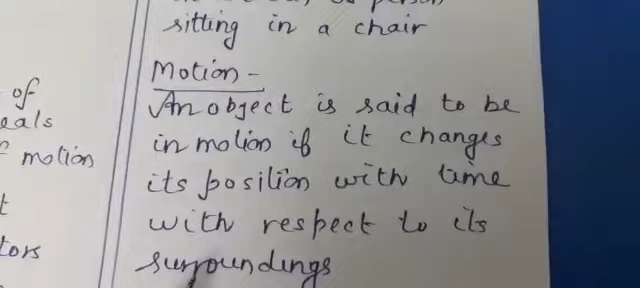 sitting in a chair
Motion -
An object is said to be
in motion if it changes
its position with time
with respect to its
surroundings
of
motion